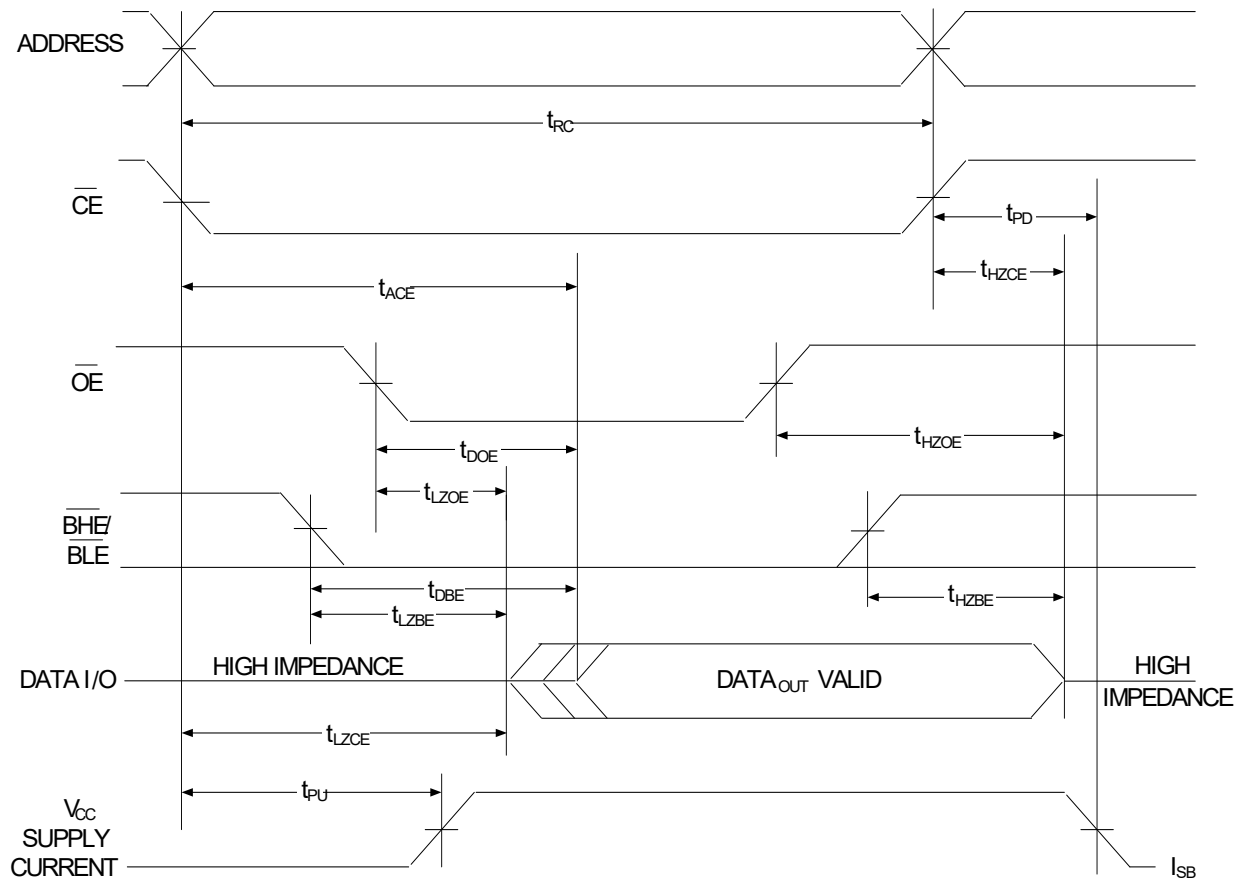 ADDRESS
tRC
CE
tPD
tHZCE
tACE
OE
tHZOE
tDOE
tLZOE
BHE/
BLE
tDBE
tHZBE
tLZBE
HIGH IMPEDANCE
DATA I/O
DATAOUT VALID
HIGH
IMPEDANCE
tLZCE
tPU
VCC
SUPPLY
CURRENT
ISB